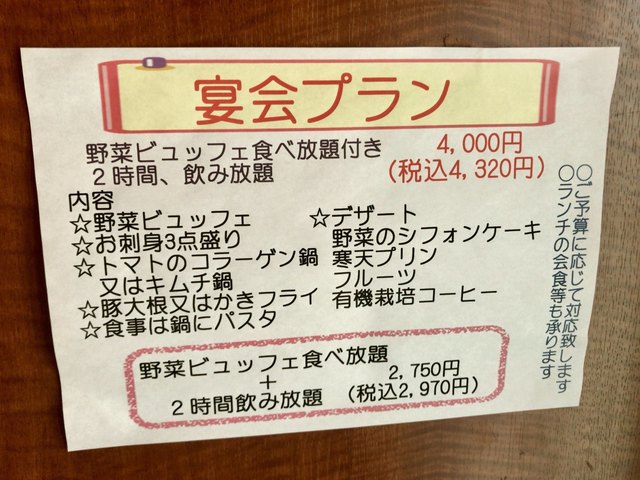 宴会プラン
野菜ビュッフェ食べ放題付き
2時間、飲み放題
4,000円
(税込4,320円)
内容
☆野菜ビュッフェ
☆お刺身3点盛り
☆トマトのコラーゲン鍋
又はキムチ鍋
☆豚大根又はかきフライ
☆食事は鍋にパスタ
☆デザート
野菜のシフォンケーキ
寒天プリン
フルーツ
有機栽培コーヒー
野菜ビュッフェ食べ放題
+
2時間飲み放題
2,750円
(税込2,970円)
○ご予算に応じて対応致します
○ランチの会食等も承ります